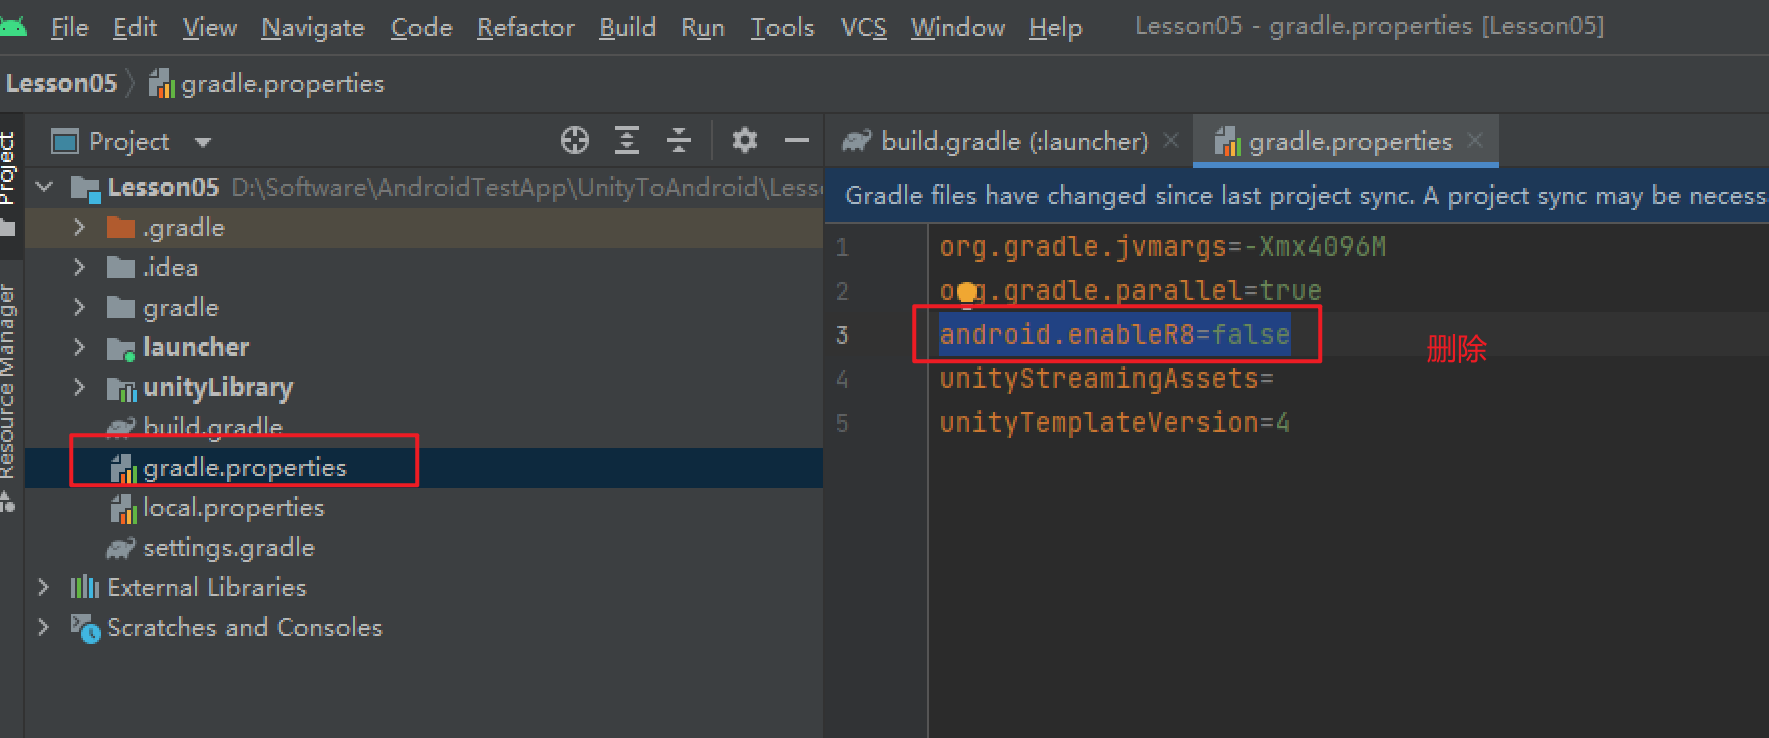 File Edit View Navigate Code Refactor Build Run Tools VCS Window Help Lesson05 - gradle.properties [Lesson05]
Lesson05 gradle.properties
Project
Resource Manager
Project
Lesson05 D:\Software\AndroidTestApp\UnityToAndroid\Less
.gradle
.idea
gradle
launcher
unityLibrary
build.gradle
gradle.properties
local.properties
settings.gradle
External Libraries
Scratches and Consoles
build.gradle (:launcher) gradle.properties
Gradle files have changed since last project sync. A project sync may be necess
1 org.gradle.jvmargs=-Xmx4096M
2 org.gradle.parallel=true
3 android.enableR8=false
删除
4 unityStreamingAssets=
5 unityTemplateVersion=4